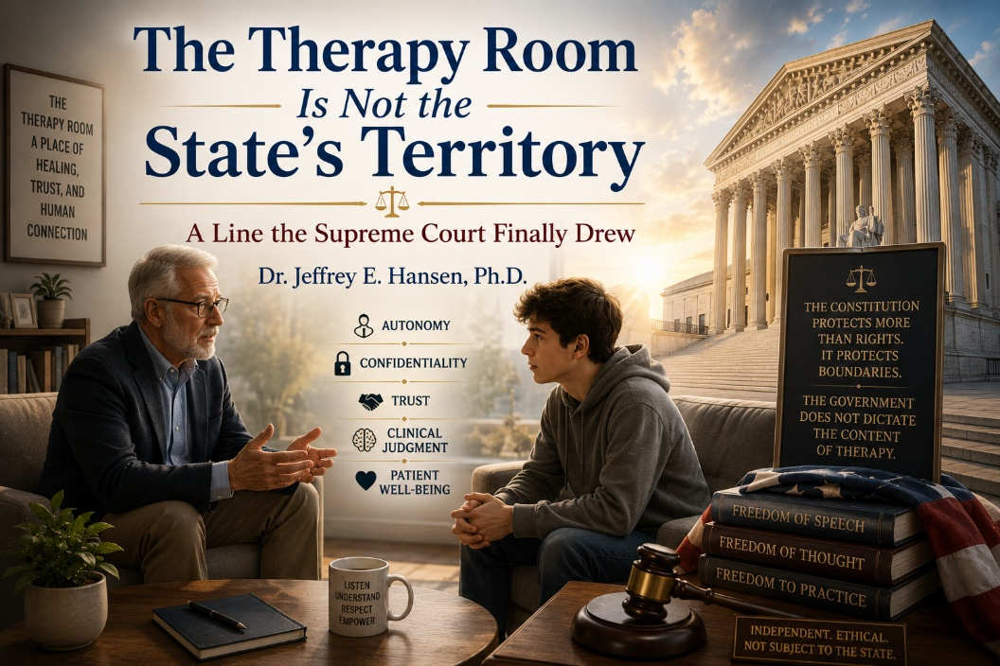 The Therapy Room
Is Not the
State's Territory
A Line the Supreme Court Finally Drew
Dr. Jeffrey E. Hansen, Ph.D.
THE
THERAPY ROOM
A PLACE OF
HEALING,
TRUST, AND
HUMAN
CONNECTION
AUTONOMY
CONFIDENTIALITY
TRUST
CLINICAL
JUDGMENT
PATIENT
WELL-BEING
THE CONSTITUTION
PROTECTS MORE
THAN RIGHTS.
IT PROTECTS
BOUNDARIES.
THE GOVERNMENT
DOES NOT DICTATE
THE CONTENT
OF THERAPY.
FREEDOM OF SPEECH
FREEDOM OF THOUGHT
FREEDOM TO PRACTICE
LISTEN
UNDERSTAND
RESPECT
EMPOWER
INDEPENDENT. ETHICAL.
NOT SUBJECT TO THE STATE.